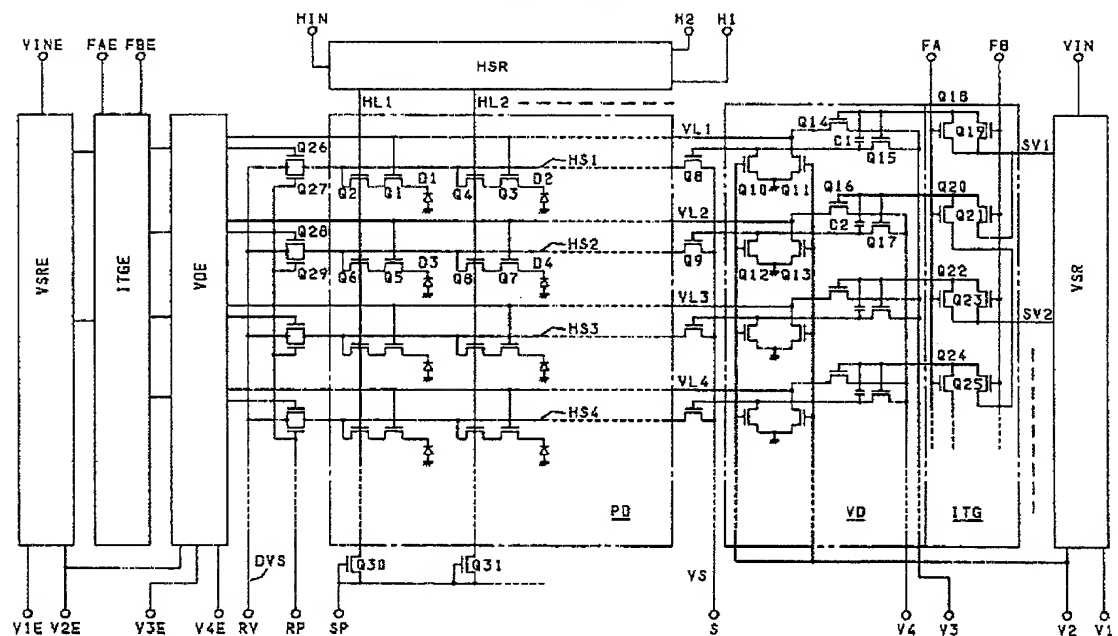 HIN H2 H1
VINE FAE FBE FA FB VIN
HSR
HL1 HL2
Q18
VL1 Q14 Q19
C1
Q26 HS1 Q15 SV1
Q8
Q27 Q2 Q1 D1 Q4 Q3 D2 Q10 Q11
Q16 Q20
VL2
Q28 C2 Q21
HS2 Q17
Q9
Q29 Q6 Q5 D3 Q8 Q7 D4 Q12 Q13
Q22
VL3
VSRE ITGE VDE Q23 VSR
HS3 SV2
Q24
VL4
Q25
HS4
PD VD ITG
Q30 Q31
DVS VS
V1E V2E V3E V4E RV RP SP S V4 V3 V2 V1